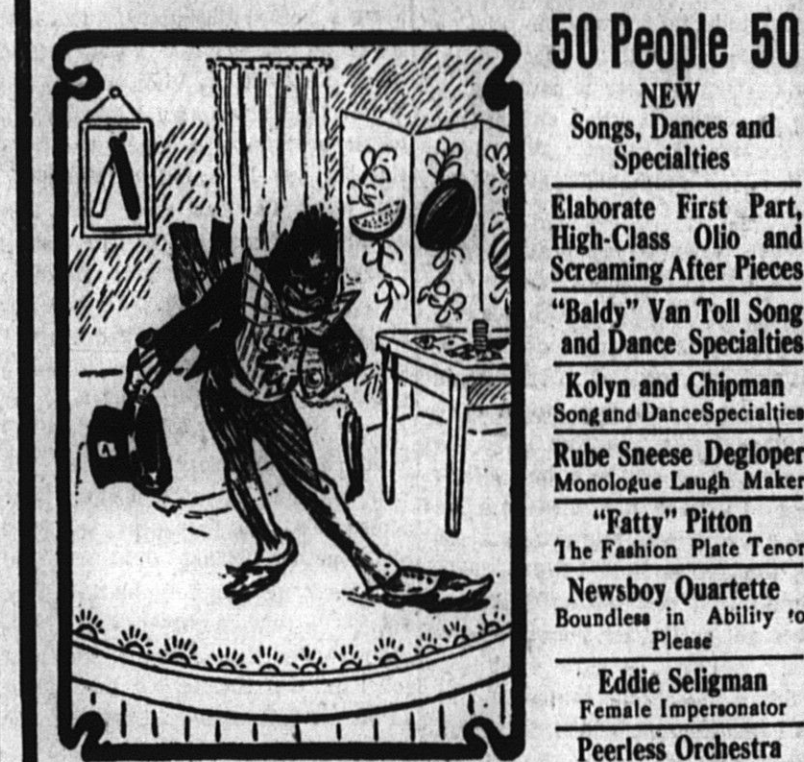 50 People 50
NEW
Songs, Dances and
Specialties
Elaborate First Part,
High-Class Olio and
Screaming After Pieces
"Baldy" Van Toll Song
and Dance Specialties
Kolyn and Chipman
Song and Dance Specialties
Rube Sneese Degloper
Monologue Laugh Maker
"Fatty" Pitton
The Fashion Plate Tenor
Newsboy Quartette
Boundless in Ability to
Please
Eddie Seligman
Female Impersonator
Peerless Orchestra